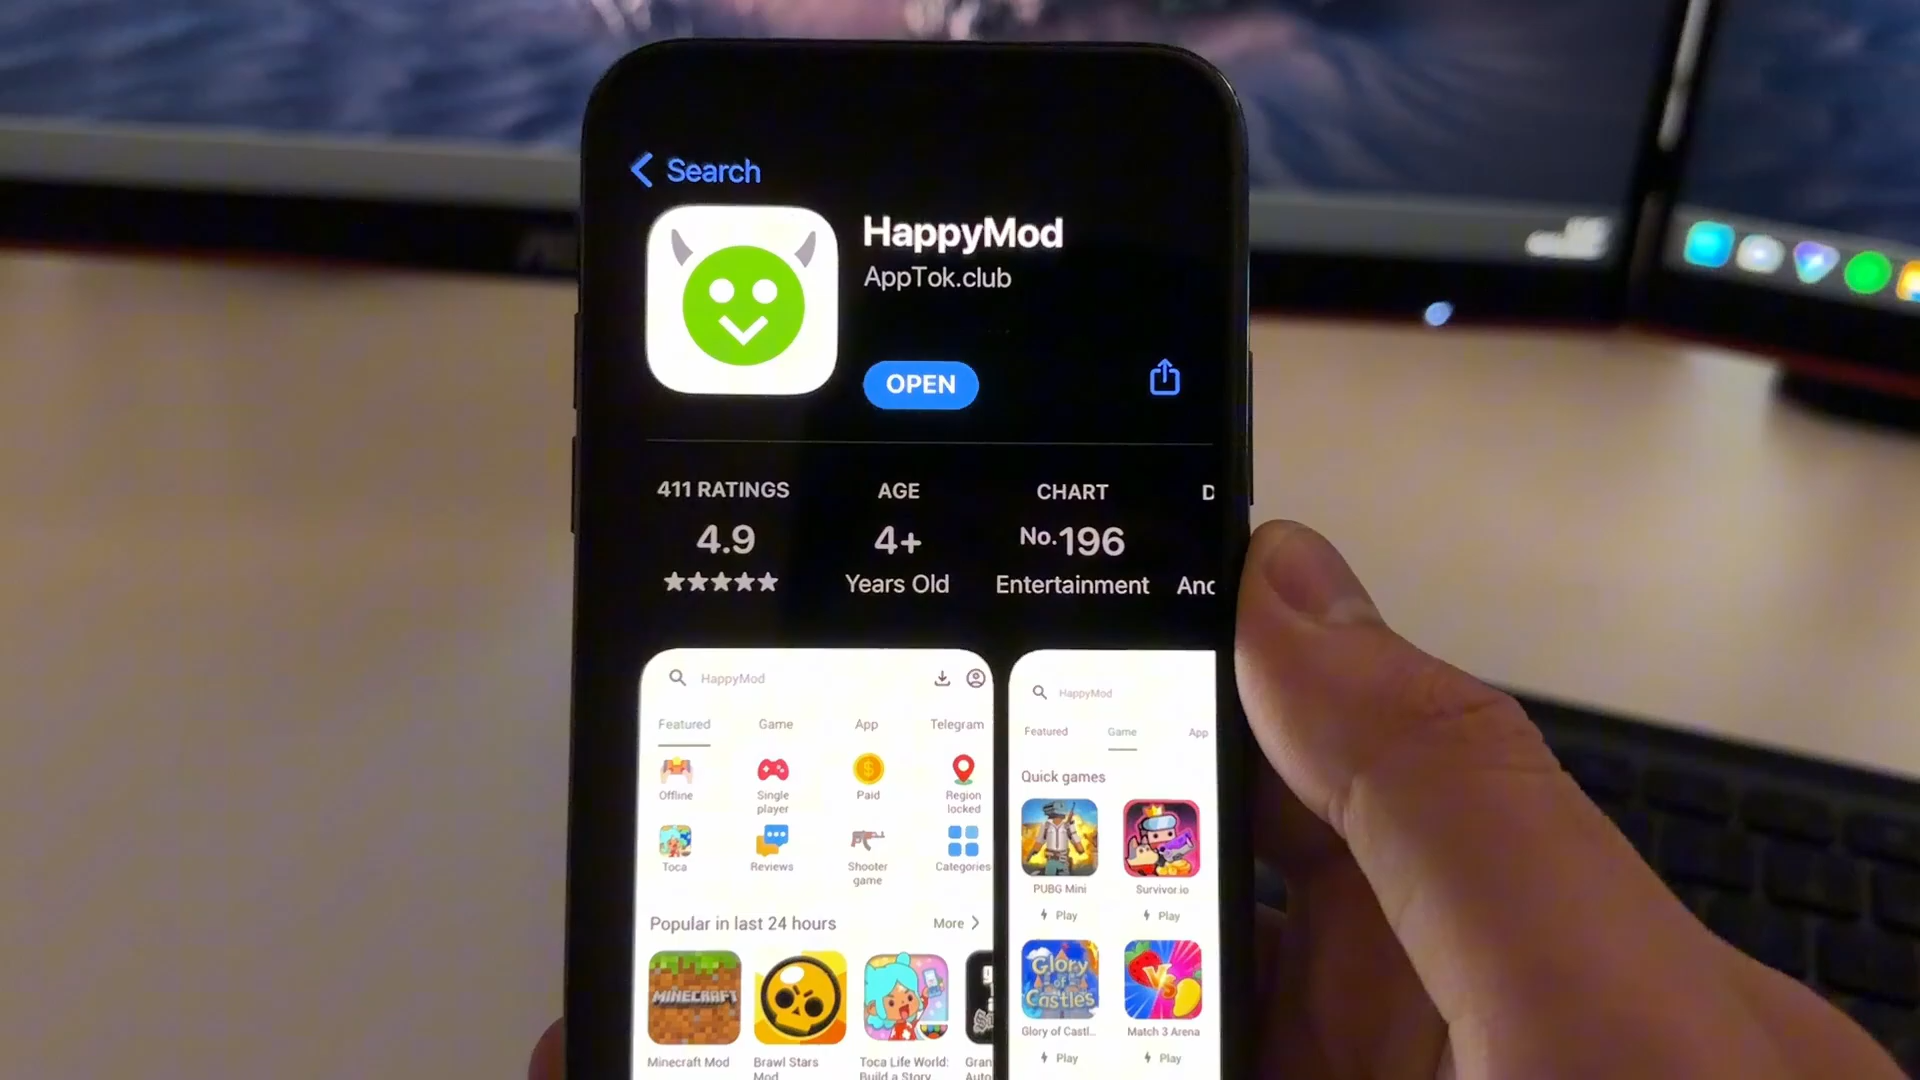 Search
HappyMod
AppTok.club
OPEN
411 RATINGS
4.9
★★★★★
AGE
4+
Years Old
CHART
No.196
Entertainment
D
HappyMod
Featured Game App Telegram
Offline
Single
player
Paid
Region
locked
Toca
Reviews
Shooter
game
Categories
Popular in last 24 hours
More
MINECRAFT
Minecraft Mod
Brawl Stars
Mod
Toca Life World:
Build a Story
Gran
Auto
HappyMod
Featured Game App
Quick games
PUBG Mini
Play
Survivor.io
Play
Glory
of
Castles
Glory of Castl...
Play
VS
Match 3 Arena
Play